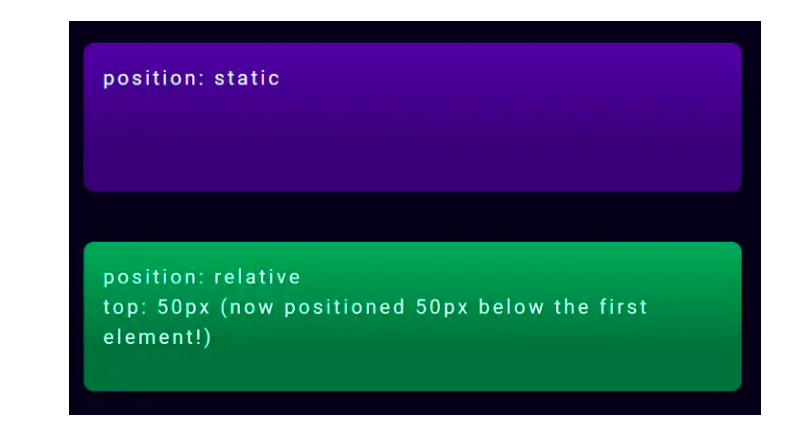 position: static
position: relative
top: 50px (now positioned 50px below the first
element!)